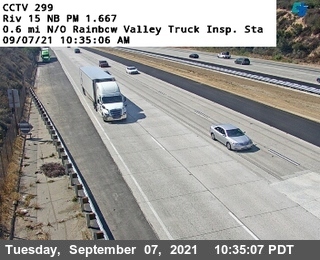 CCTV 299
Riv 15 NB PM 1.667
0.6 mi N/O Rainbow Valley Truck Insp. Sta
09/07/21 10:35:06 AM
Tuesday, September 07, 2021 10:35:07 PDT